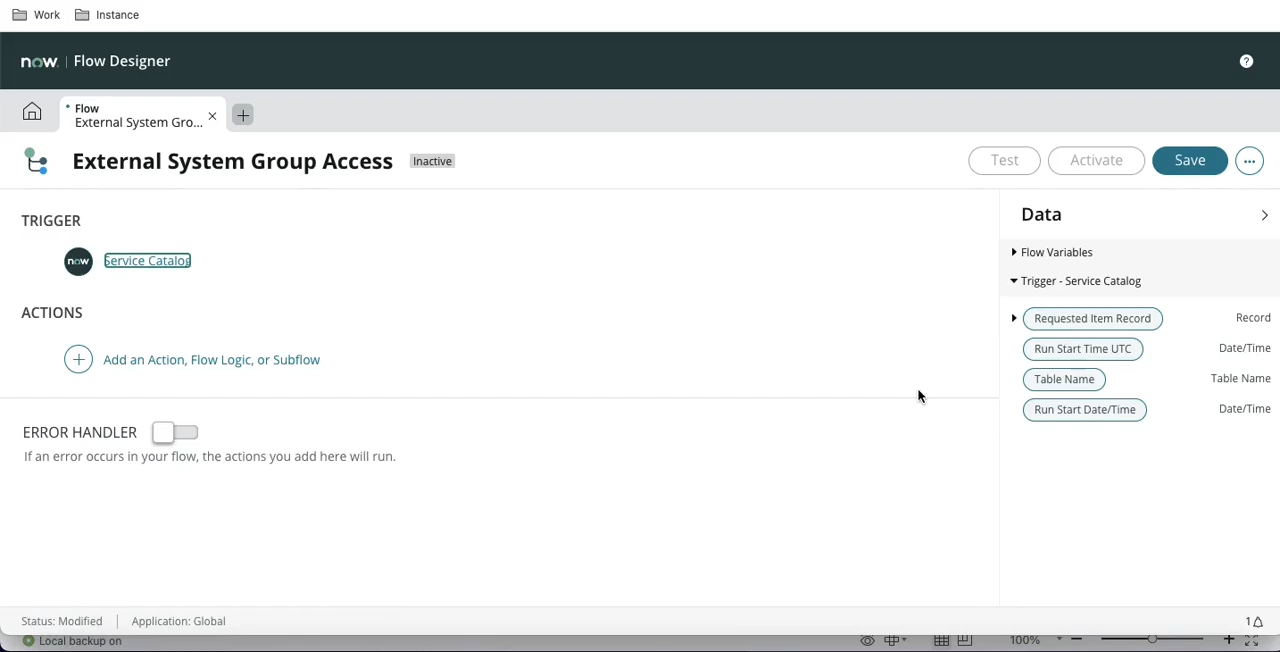 Work Instance
now. Flow Designer ?
Flow
External System Gro...
External System Group Access Inactive Test Activate Save
TRIGGER
now Service Catalog
ACTIONS
Add an Action, Flow Logic, or Subflow
ERROR HANDLER
If an error occurs in your flow, the actions you add here will run.
Data
Flow Variables
Trigger - Service Catalog
Requested Item Record Record
Run Start Time UTC Date/Time
Table Name Table Name
Run Start Date/Time Date/Time
Status: Modified Application: Global 1
Local backup on 100%